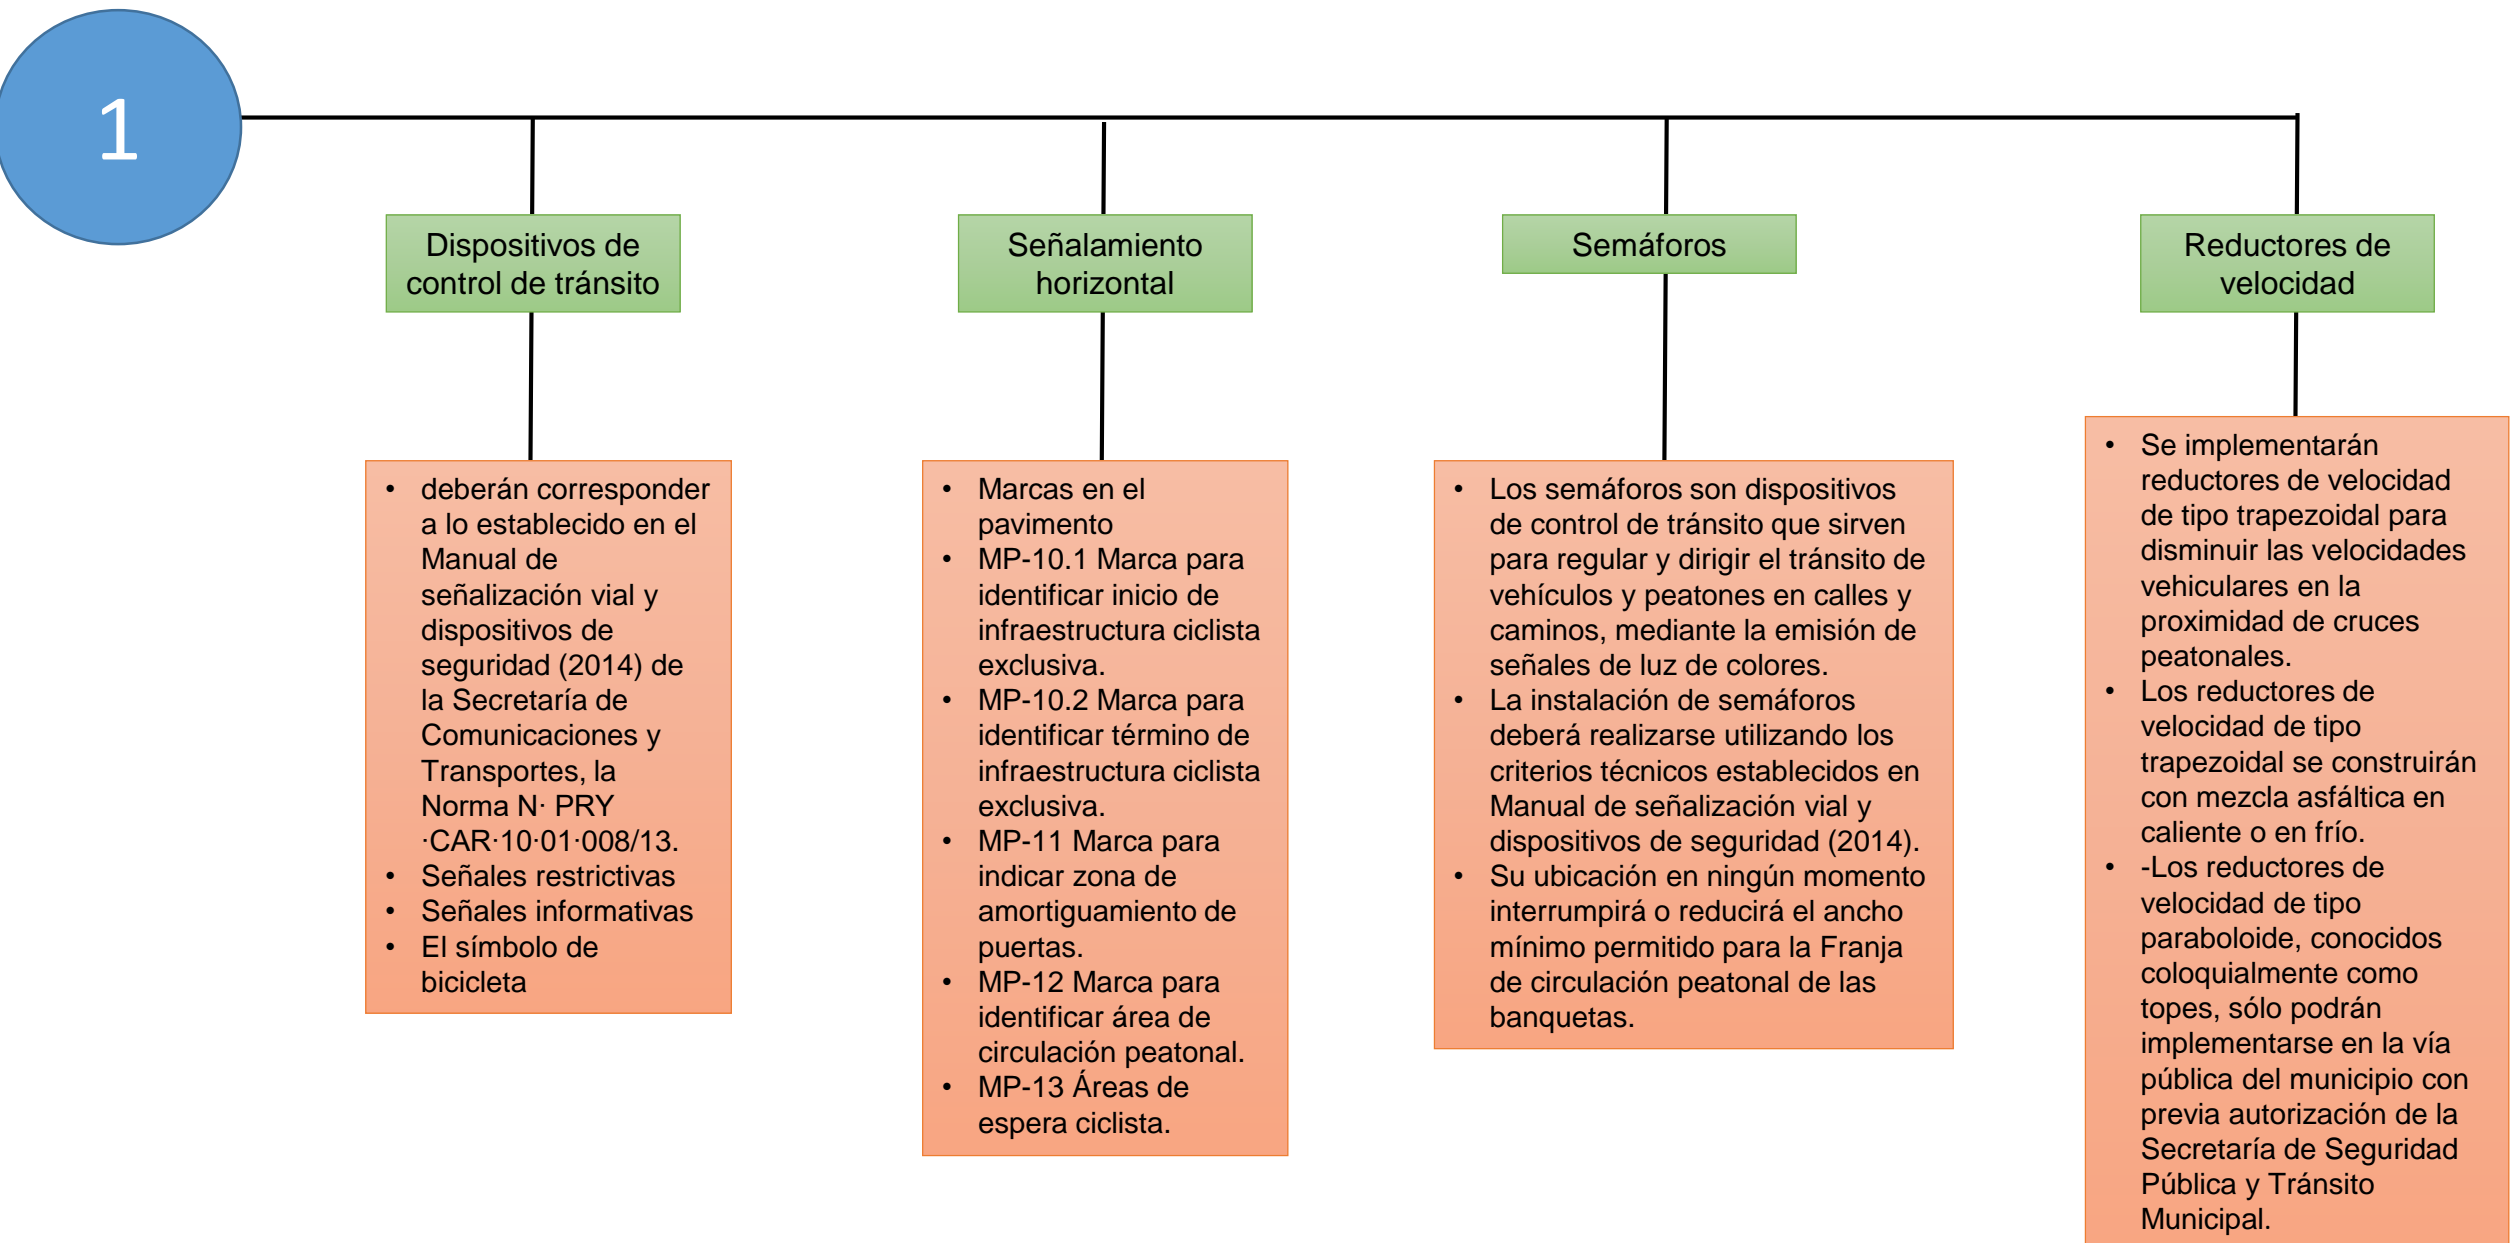 1
Dispositivos de
control de tránsito
• deberán corresponder
a lo establecido en el
Manual de
señalización vial y
dispositivos de
seguridad (2014) de
la Secretaría de
Comunicaciones y
Transportes, la
Norma N· PRY
·CAR·10·01·008/13.
• Señales restrictivas
• Señales informativas
• El símbolo de
bicicleta
Señalamiento
horizontal
• Marcas en el
pavimento
• MP-10.1 Marca para
identificar inicio de
infraestructura ciclista
exclusiva.
• MP-10.2 Marca para
identificar término de
infraestructura ciclista
exclusiva.
• MP-11 Marca para
indicar zona de
amortiguamiento de
puertas.
• MP-12 Marca para
identificar área de
circulación peatonal.
• MP-13 Áreas de
espera ciclista.
Semáforos
• Los semáforos son dispositivos
de control de tránsito que sirven
para regular y dirigir el tránsito de
vehículos y peatones en calles y
caminos, mediante la emisión de
señales de luz de colores.
• La instalación de semáforos
deberá realizarse utilizando los
criterios técnicos establecidos en
Manual de señalización vial y
dispositivos de seguridad (2014).
• Su ubicación en ningún momento
interrumpirá o reducirá el ancho
mínimo permitido para la Franja
de circulación peatonal de las
banquetas.
Reductores de
velocidad
• Se implementarán
reductores de velocidad
de tipo trapezoidal para
disminuir las velocidades
vehiculares en la
proximidad de cruces
peatonales.
• Los reductores de
velocidad de tipo
trapezoidal se construirán
con mezcla asfáltica en
caliente o en frío.
• -Los reductores de
velocidad de tipo
paraboloide, conocidos
coloquialmente como
topes, sólo podrán
implementarse en la vía
pública del municipio con
previa autorización de la
Secretaría de Seguridad
Pública y Tránsito
Municipal.